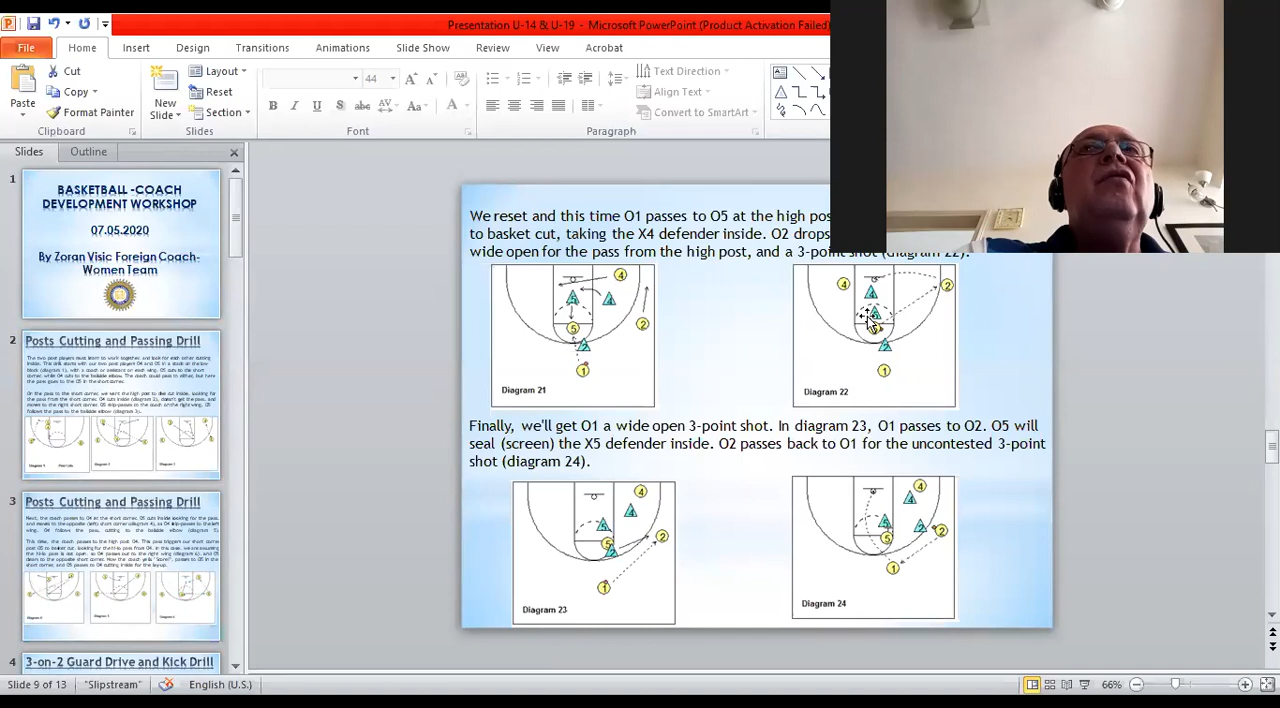 Presentation U-14 & U-19 - Microsoft PowerPoint (Product Activation Failed)
File Home Insert Design Transitions Animations Slide Show Review View Acrobat
Paste
Cut
Copy
Format Painter
Clipboard
New
Slide
Layout
Reset
Section
Slides
44
Font
Text Direction
Align Text
Convert to SmartArt
Paragraph
Slides Outline
1
BASKETBALL -COACH
DEVELOPMENT WORKSHOP
07.05.2020
By Zoran Visic Foreign Coach-
Women Team
2
Posts Cutting and Passing Drill
3
Posts Cutting and Passing Drill
4
3-on-2 Guard Drive and Kick Drill
We reset and this time O1 passes to O5 at the high
to basket cut, taking the X4 defender inside. O2 drops
wide open for the pass from the high post, and a 3-point shot (diagram 22).
Diagram 21
Diagram 22
Finally, we'll get O1 a wide open 3-point shot. In diagram 23, O1 passes to O2. O5 will
seal (screen) the X5 defender inside. O2 passes back to O1 for the uncontested 3-point
shot (diagram 24).
Diagram 23
Diagram 24
Slide 9 of 13
"Slipstream"
English (U.S.)
66%